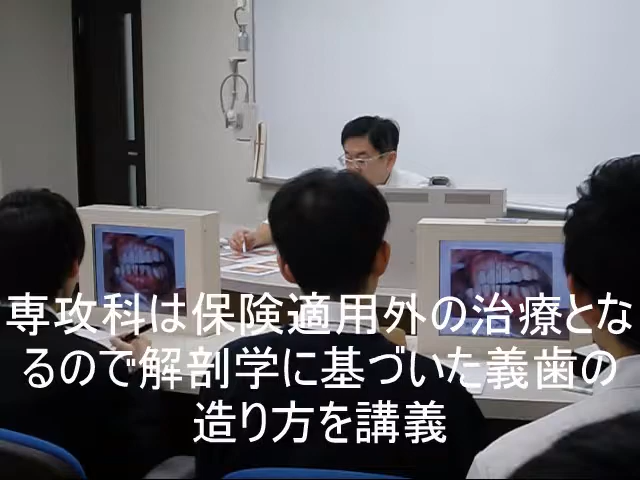 専攻科は保険適用外の治療とな
るので解剖学に基づいた義歯の
造り方を講義